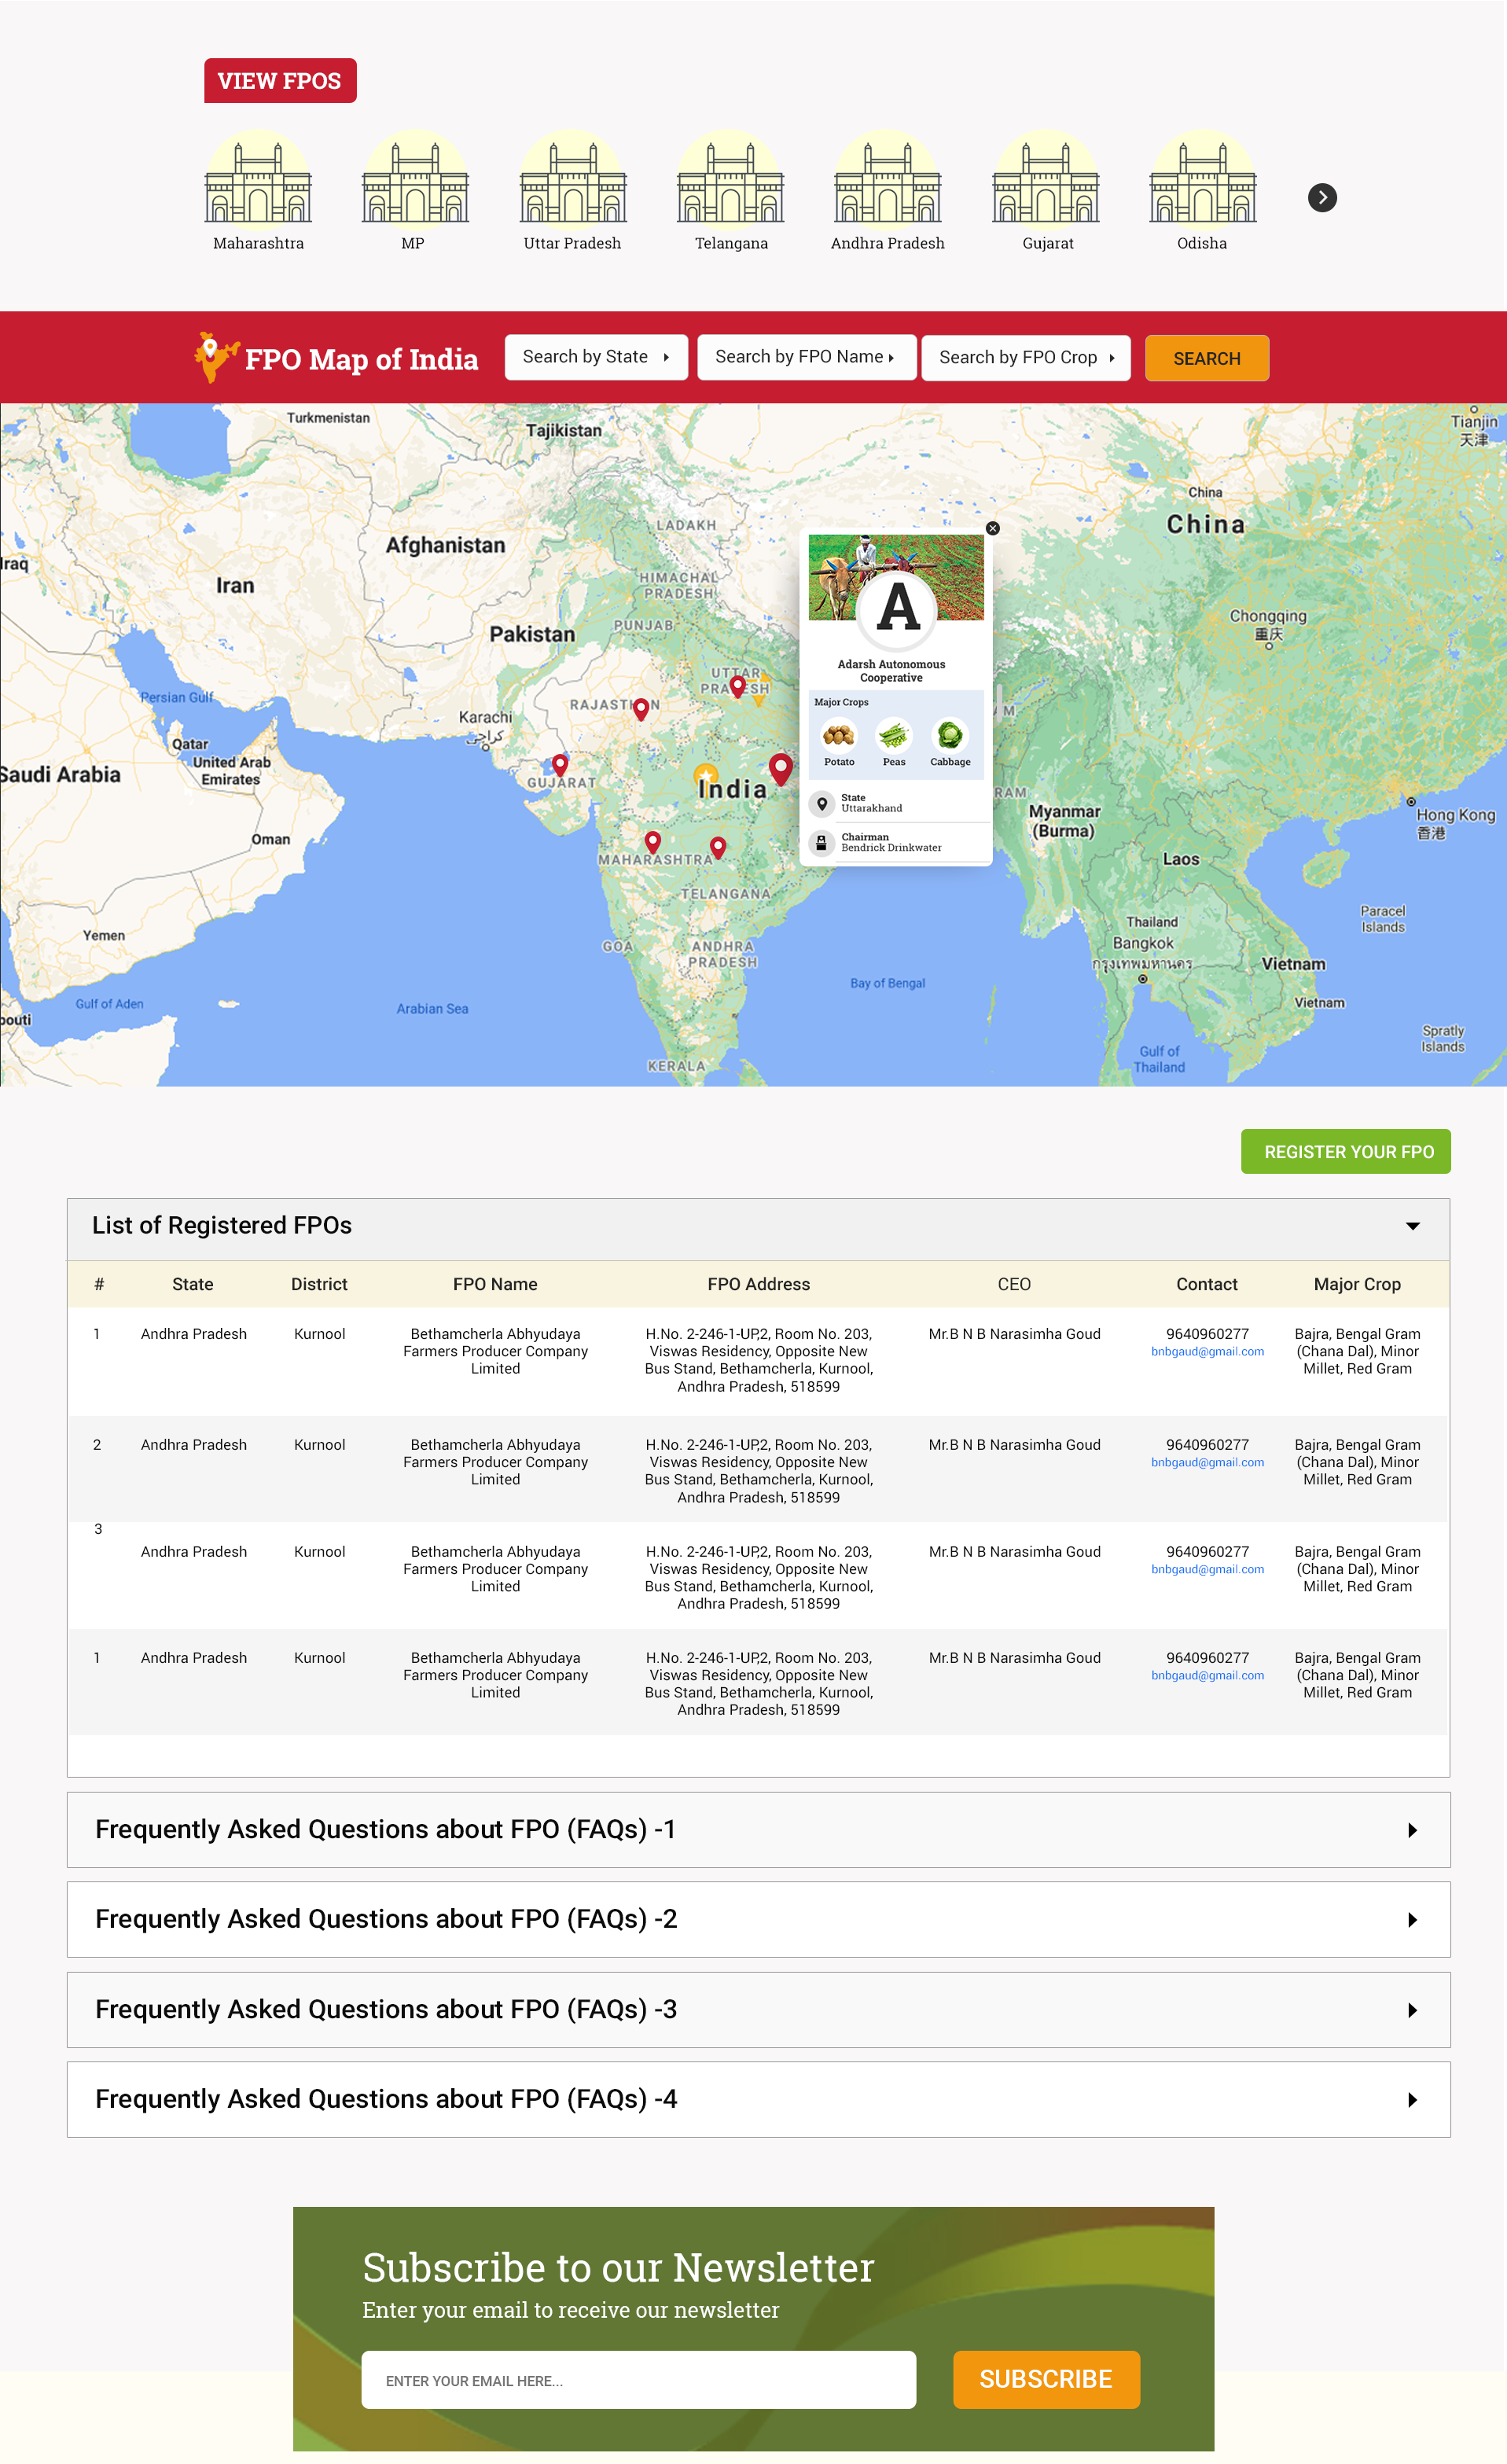 VIEW FPOS
Maharashtra
MP
Uttar Pradesh
Telangana
Andhra Pradesh
Gujarat
Odisha
FPO Map of India
Search by State
Search by FPO Name
Search by FPO Crop
SEARCH
Turkmenistan
Tajikistan
Tianjin
天津
China
China
LADAKH
Afghanistan
Iraq
Iran
HIMACHAL
PRADESH
Pakistan
PUNJAB
Chongqing
重庆
A
Adarsh Autonomous
Cooperative
Major Crops
Potato
Peas
Cabbage
State
Uttarakhand
Chairman
Bendrick Drinkwater
UTTAR
PRADESH
RAJASTHAN
Persian Gulf
Karachi
كراچی
Qatar
United Arab
Emirates
Saudi Arabia
GUJARAT
India
RAM
Myanmar
(Burma)
Hong Kong
香港
Oman
MAHARASHTRA
Laos
TELANGANA
Yemen
GOA
ANDHRA
PRADESH
Thailand
Bangkok
กรุงเทพมหานคร
Paracel
Islands
Vietnam
Bay of Bengal
Vietnam
Gulf of Aden
Arabian Sea
bouti
Spratly
Islands
KERALA
Gulf of
Thailand
REGISTER YOUR FPO
List of Registered FPOs
# State District FPO Name FPO Address CEO Contact Major Crop
1 Andhra Pradesh Kurnool Bethamcherla Abhyudaya H.No. 2-246-1-UP,2, Room No. 203, Mr.B N B Narasimha Goud 9640960277 Bajra, Bengal Gram
Farmers Producer Company Viswas Residency, Opposite New bnbgaud@gmail.com (Chana Dal), Minor
Limited Bus Stand, Bethamcherla, Kurnool, Millet, Red Gram
Andhra Pradesh, 518599
2 Andhra Pradesh Kurnool Bethamcherla Abhyudaya H.No. 2-246-1-UP,2, Room No. 203, Mr.B N B Narasimha Goud 9640960277 Bajra, Bengal Gram
Farmers Producer Company Viswas Residency, Opposite New bnbgaud@gmail.com (Chana Dal), Minor
Limited Bus Stand, Bethamcherla, Kurnool, Millet, Red Gram
Andhra Pradesh, 518599
3
Andhra Pradesh Kurnool Bethamcherla Abhyudaya H.No. 2-246-1-UP,2, Room No. 203, Mr.B N B Narasimha Goud 9640960277 Bajra, Bengal Gram
Farmers Producer Company Viswas Residency, Opposite New bnbgaud@gmail.com (Chana Dal), Minor
Limited Bus Stand, Bethamcherla, Kurnool, Millet, Red Gram
Andhra Pradesh, 518599
1 Andhra Pradesh Kurnool Bethamcherla Abhyudaya H.No. 2-246-1-UP,2, Room No. 203, Mr.B N B Narasimha Goud 9640960277 Bajra, Bengal Gram
Farmers Producer Company Viswas Residency, Opposite New bnbgaud@gmail.com (Chana Dal), Minor
Limited Bus Stand, Bethamcherla, Kurnool, Millet, Red Gram
Andhra Pradesh, 518599
Frequently Asked Questions about FPO (FAQs) -1
Frequently Asked Questions about FPO (FAQs) -2
Frequently Asked Questions about FPO (FAQs) -3
Frequently Asked Questions about FPO (FAQs) -4
Subscribe to our Newsletter
Enter your email to receive our newsletter
ENTER YOUR EMAIL HERE...
SUBSCRIBE